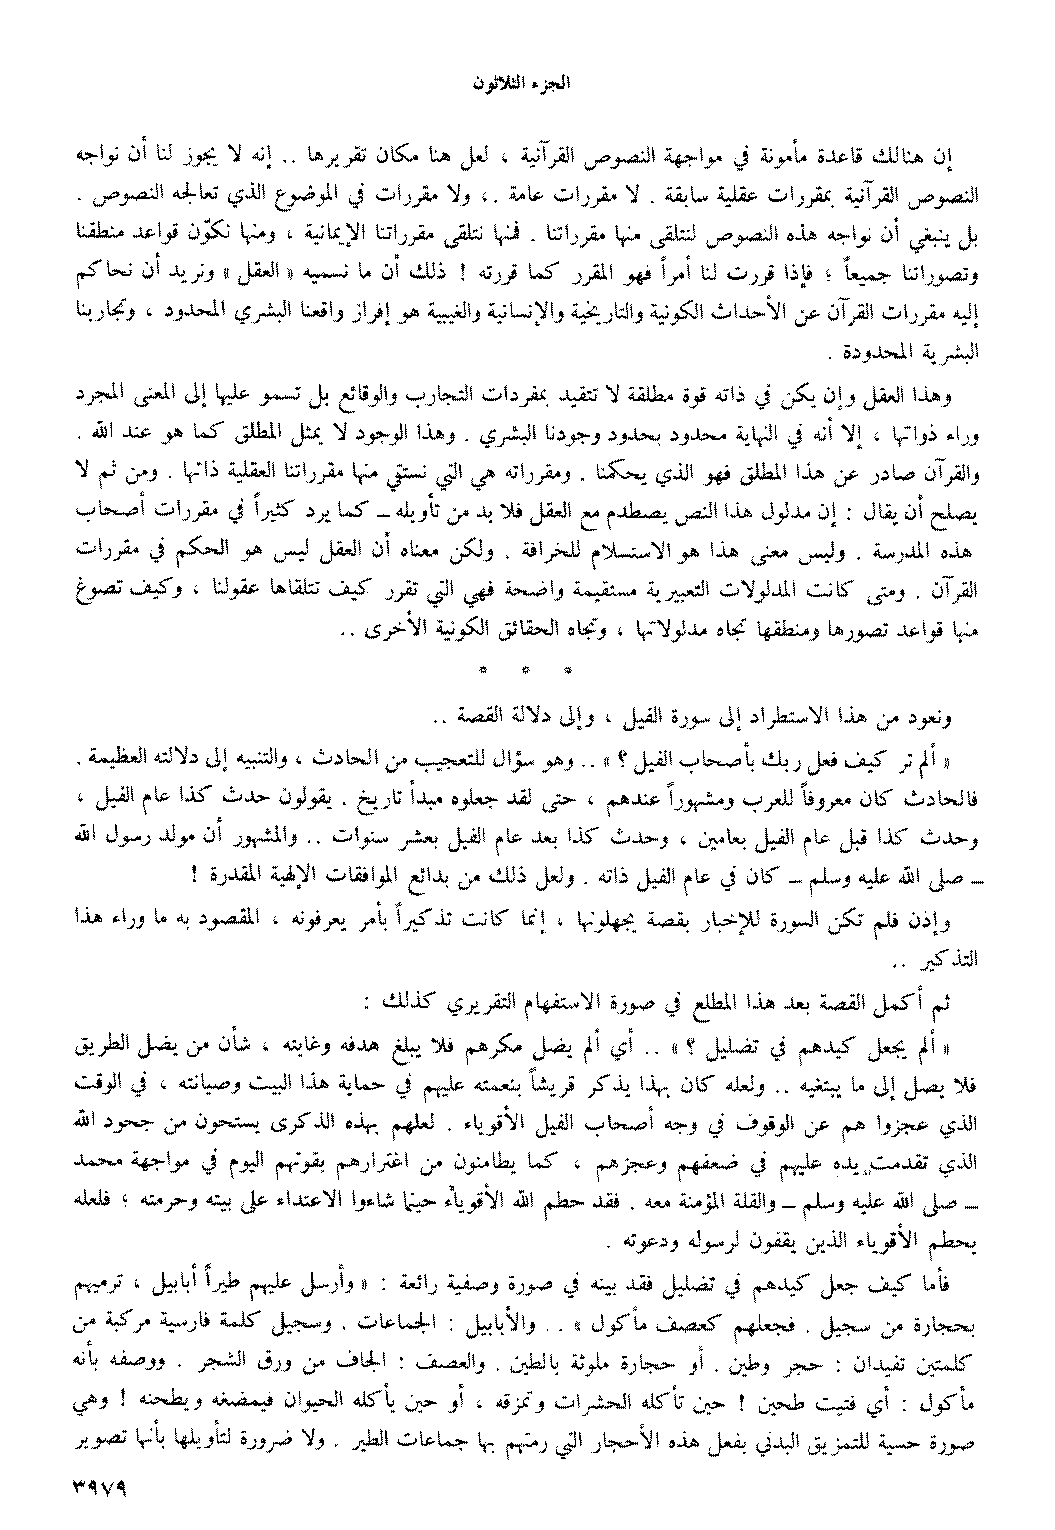 الجزء الثلاثون
إن هنالك قاعدة مأمونة في مواجهة النصوص القرآنية ، لعل هنا مكان تقريرها .. إنه لا يجوز لنا أن نواجه
النصوص القرآنية بمقررات عقلية سابقة . لا مقررات عامة .، ولا مقررات في الموضوع الذي تعالجه النصوص .
بل ينبغي أن نواجه هذه النصوص لنتلقى منها مقرراتنا . فمنها نتلقى مقرراتنا الإيمانية ، ومنها نكوّن قواعد منطقنا
وتصوراتنا جميعاً ؛ فإذا قررت لنا أمراً فهو المقرر كما قررته ! ذلك أن ما نسميه « العقل » ونريد أن نحاكم
إليه مقررات القرآن عن الأحداث الكونية والتاريخية والإنسانية والغيبية هو إفراز واقعنا البشري المحدود ، وتجاربنا
البشرية المحدودة .
وهذا العقل وإن يكن في ذاته قوة مطلقة لا تتقيد بمفردات التجارب والوقائع بل تسمو عليها إلى المعنى المجرد
وراء ذواتها ، إلا أنه في النهاية محدود بحدود وجودنا البشري . وهذا الوجود لا يمثل المطلق كما هو عند الله .
والقرآن صادر عن هذا المطلق فهو الذي يحكمنا . ومقرراته هي التي نستقي منها مقرراتنا العقلية ذاتها . ومن ثم لا
يصلح أن يقال : إن مدلول هذا النص يصطدم مع العقل فلا بد من تأويله – كما يرد كثيراً في مقررات أصحاب
هذه المدرسة . وليس معنى هذا هو الاستسلام للخرافة . ولكن معناه أن العقل ليس هو الحكم في مقررات
القرآن . ومتى كانت المدلولات التعبيرية مستقيمة واضحة فهي التي تقرر كيف تتلقاها عقولنا ، وكيف تصوغ
منها قواعد تصورها ومنطقها تجاه مدلولاتها ، وتجاه الحقائق الكونية الأخرى ..
* * *
ونعود من هذا الاستطراد إلى سورة الفيل ، وإلى دلالة القصة ..
« ألم تر كيف فعل ربك بأصحاب الفيل ؟ » .. وهو سؤال للتعجيب من الحادث ، والتنبيه إلى دلالته العظيمة .
فالحادث كان معروفاً للعرب ومشهوراً عندهم ، حتى لقد جعلوه مبدأ تاريخ . يقولون حدث كذا عام الفيل ،
وحدث كذا قبل عام الفيل بعامين ، وحدث كذا بعد عام الفيل بعشر سنوات .. والمشهور أن مولد رسول الله
– صلى الله عليه وسلم – كان في عام الفيل ذاته . ولعل ذلك من بدائع الموافقات الإلهية المقدرة !
وإذن فلم تكن السورة للإخبار بقصة يجهلونها ، إنما كانت تذكيراً بأمر يعرفونه ، المقصود به ما وراء هذا
التذكير ..
ثم أكمل القصة بعد هذا المطلع في صورة الاستفهام التقريري كذلك :
« ألم يجعل كيدهم في تضليل ؟ » .. أي ألم يضل مكرهم فلا يبلغ هدفه وغايته ، شأن من يضل الطريق
فلا يصل إلى ما يبتغيه .. ولعله كان بهذا يذكر قريشاً بنعمته عليهم في حماية هذا البيت وصيانته ، في الوقت
الذي عجزوا هم عن الوقوف في وجه أصحاب الفيل الأقوياء . لعلهم بهذه الذكرى يستحون من جحود الله
الذي تقدمت يده عليهم في ضعفهم وعجزهم ، كما يطامنون من اغترارهم بقوتهم اليوم في مواجهة محمد
– صلى الله عليه وسلم – والقلة المؤمنة معه . فقد حطم الله الأقوياء حينما شاءوا الاعتداء على بيته وحرمته ؛ فلعله
يحطم الأقوياء الذين يقفون لرسوله ودعوته .
فأما كيف جعل كيدهم في تضليل فقد بينه في صورة وصفية رائعة : « وأرسل عليهم طيراً أبابيل ، ترميهم
بحجارة من سجيل . فجعلهم كعصف مأكول » .. والأبابيل : الجماعات . وسجيل كلمة فارسية مركبة من
كلمتين تفيدان : حجر وطين . أو حجارة ملوثة بالطين . والعصف : الجاف من ورق الشجر . ووصفه بأنه
مأكول : أي فتيت طحين ! حين تأكله الحشرات وتمزقه ، أو حين يأكله الحيوان فيمضغه ويطحنه ! وهي
صورة حسية للتمزيق البدني بفعل هذه الأحجار التي رمتهم بها جماعات الطير . ولا ضرورة لتأويلها بأنها تصوير
٣٩٧٩